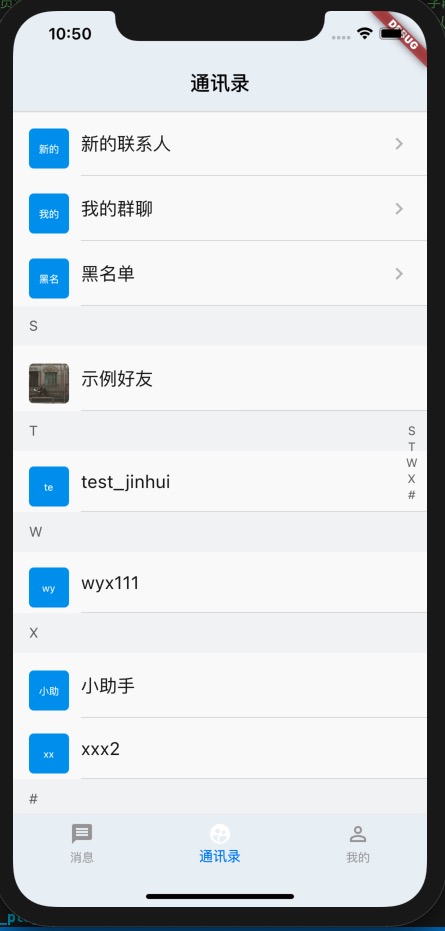 10:50
DEBUG
通讯录
新的 新的联系人
我的 我的群聊
黑名 黑名单
S
示例好友
T
te test_jinhui
W
wy wyx111
X
小助 小助手
xx xxx2
#
S
T
W
X
#
消息 通讯录 我的